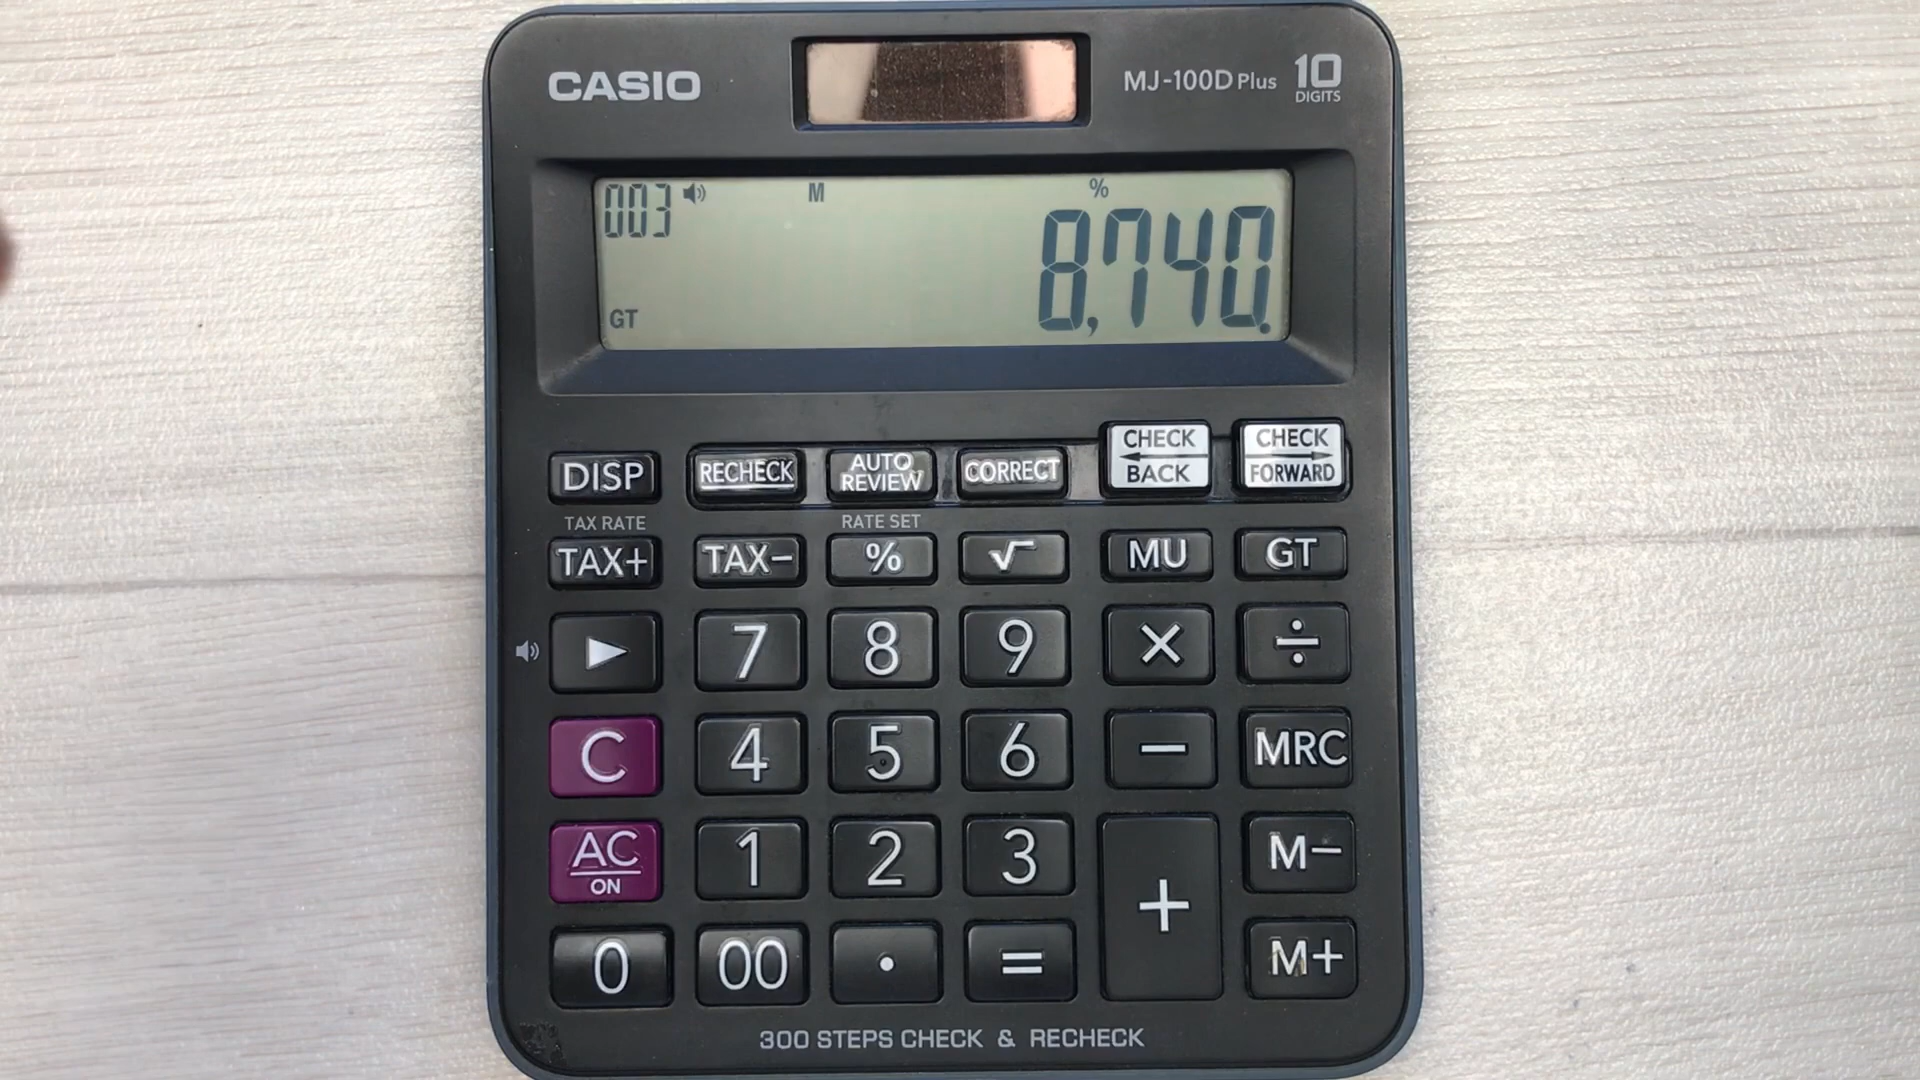 CASIO
MJ-100D Plus
10
DIGITS
003 M %
8,740.
GT
DISP RECHECK AUTO REVIEW CORRECT CHECK BACK CHECK FORWARD
TAX RATE RATE SET
TAX+ TAX− % √ MU GT
7 8 9 × ÷
C 4 5 6 − MRC
AC ON 1 2 3 + M−
0 00 . = M+
300 STEPS CHECK & RECHECK